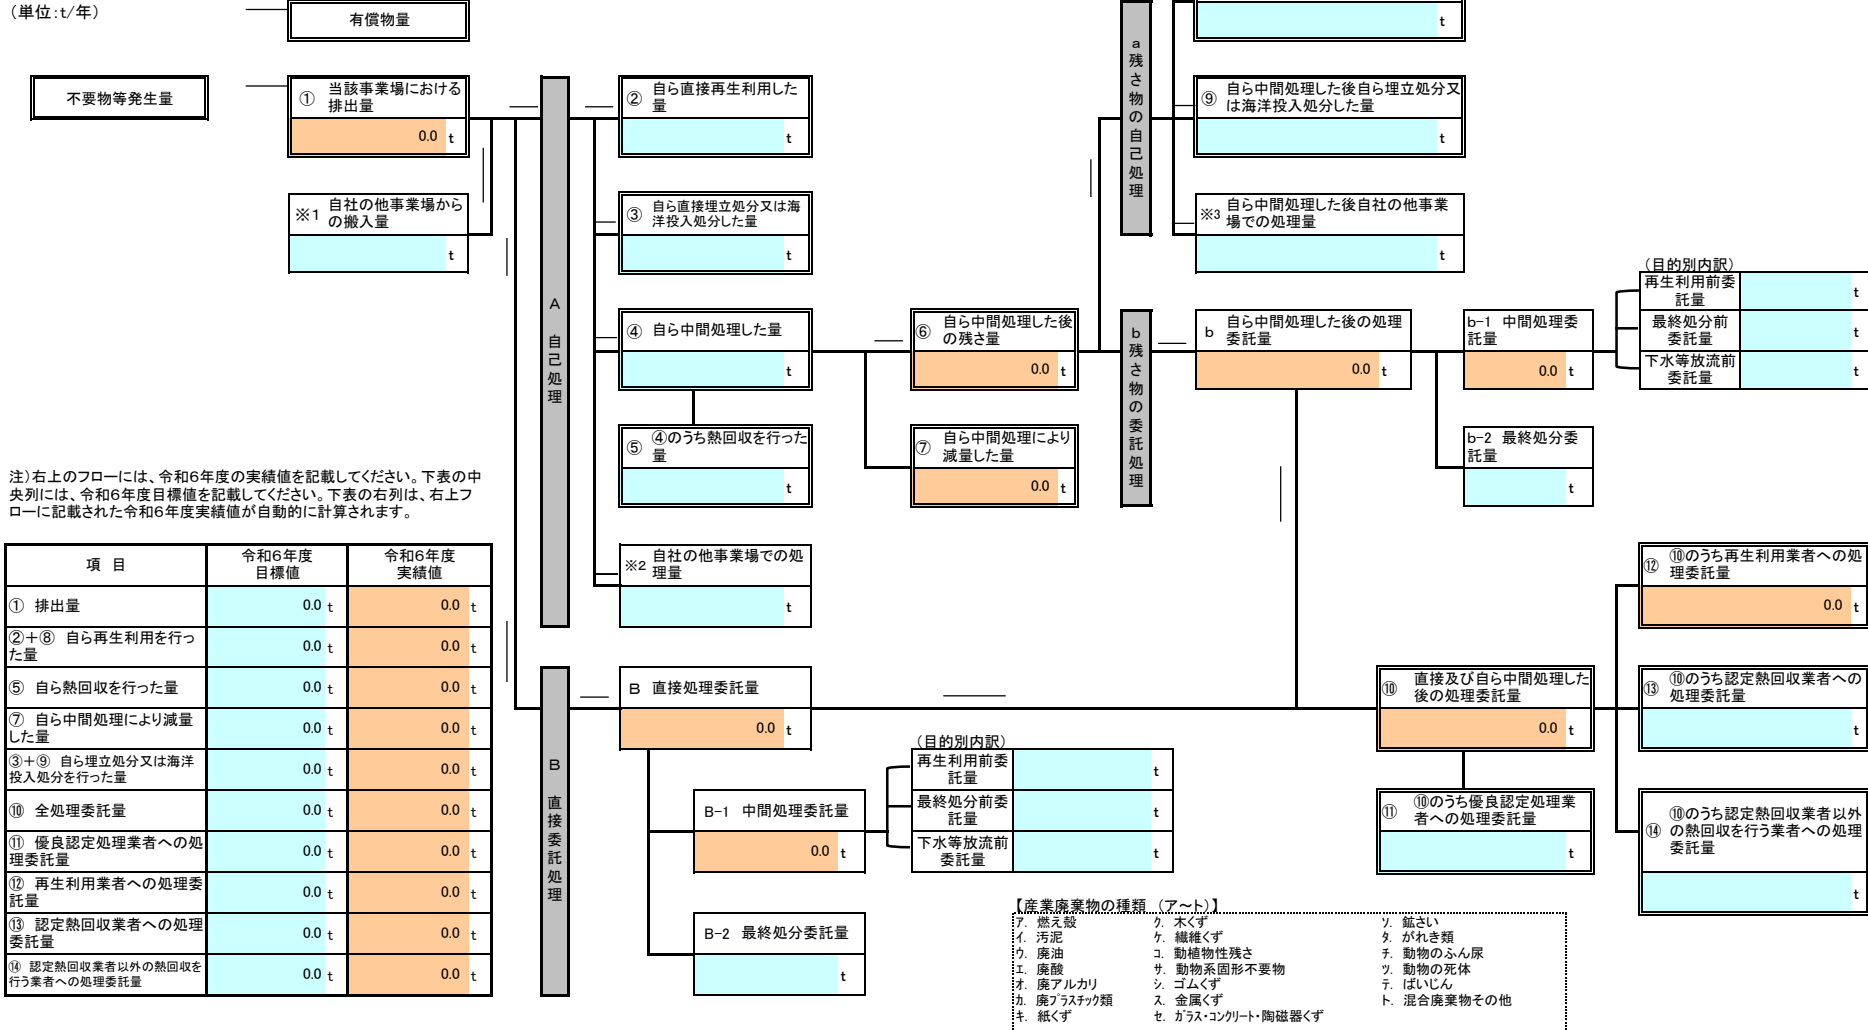 (単位:t/年)
有償物量
t
不要物等発生量
①
当該事業場における
排出量
0.0 t
※1
自社の他事業場から
の搬入量
t
A
自己処理
②
自ら直接再生利用した
量
t
③
自ら直接埋立処分又は海
洋投入処分した量
t
④ 自ら中間処理した量
t
⑤
④のうち熱回収を行った
量
t
※2
自社の他事業場での処
理量
t
⑥
自ら中間処理した後
の残さ量
0.0 t
⑦
自ら中間処理により
減量した量
0.0 t
a
残さ物の自己処理
⑨
自ら中間処理した後自ら埋立処分又
は海洋投入処分した量
t
※3
自ら中間処理した後自社の他事業
場での処理量
t
b
残さ物の委託処理
b
自ら中間処理した後の処理
委託量
0.0 t
b-1 中間処理委
託量
0.0 t
(目的別内訳)
再生利用前委
託量
t
最終処分前
委託量
t
下水等放流前
委託量
t
b-2 最終処分委
託量
t
注)右上のフローには、令和6年度の実績値を記載してください。下表の中
央列には、令和6年度目標値を記載してください。下表の右列は、右上フ
ローに記載された令和6年度実績値が自動的に計算されます。
項 目
令和6年度
目標値
令和6年度
実績値
① 排出量
0.0 t 0.0 t
②+⑧ 自ら再生利用を行っ
た量
0.0 t 0.0 t
⑤ 自ら熱回収を行った量
0.0 t 0.0 t
⑦ 自ら中間処理により減量
した量
0.0 t 0.0 t
③+⑨ 自ら埋立処分又は海洋
投入処分を行った量
0.0 t 0.0 t
⑩ 全処理委託量
0.0 t 0.0 t
⑪ 優良認定処理業者への処
理委託量
0.0 t 0.0 t
⑫ 再生利用業者への処理委
託量
0.0 t 0.0 t
⑬ 認定熱回収業者への処理
委託量
0.0 t 0.0 t
⑭ 認定熱回収業者以外の熱回収を
行う業者への処理委託量
0.0 t 0.0 t
B
直接委託処理
B 直接処理委託量
0.0 t
B-1 中間処理委託量
0.0 t
(目的別内訳)
再生利用前委
託量
t
最終処分前委
託量
t
下水等放流前
委託量
t
B-2 最終処分委託量
t
⑩
直接及び自ら中間処理した
後の処理委託量
0.0 t
⑪
⑩のうち優良認定処理業
者への処理委託量
t
⑫
⑩のうち再生利用業者への処
理委託量
0.0 t
⑬
⑩のうち認定熱回収業者への
処理委託量
t
⑭
⑩のうち認定熱回収業者以外
の熱回収を行う業者への処理
委託量
t
【産業廃棄物の種類 (ア~ト)】
ア. 燃え殻 ク. 木くず ソ. 鉱さい
イ. 汚泥 ケ. 繊維くず タ. がれき類
ウ. 廃油 コ. 動植物性残さ チ. 動物のふん尿
エ. 廃酸 サ. 動物系固形不要物 ツ. 動物の死体
オ. 廃アルカリ シ. ゴムくず テ. ばいじん
カ. 廃プラスチック類 ス. 金属くず ト. 混合廃棄物その他
キ. 紙くず セ. ガラス・コンクリート・陶磁器くず